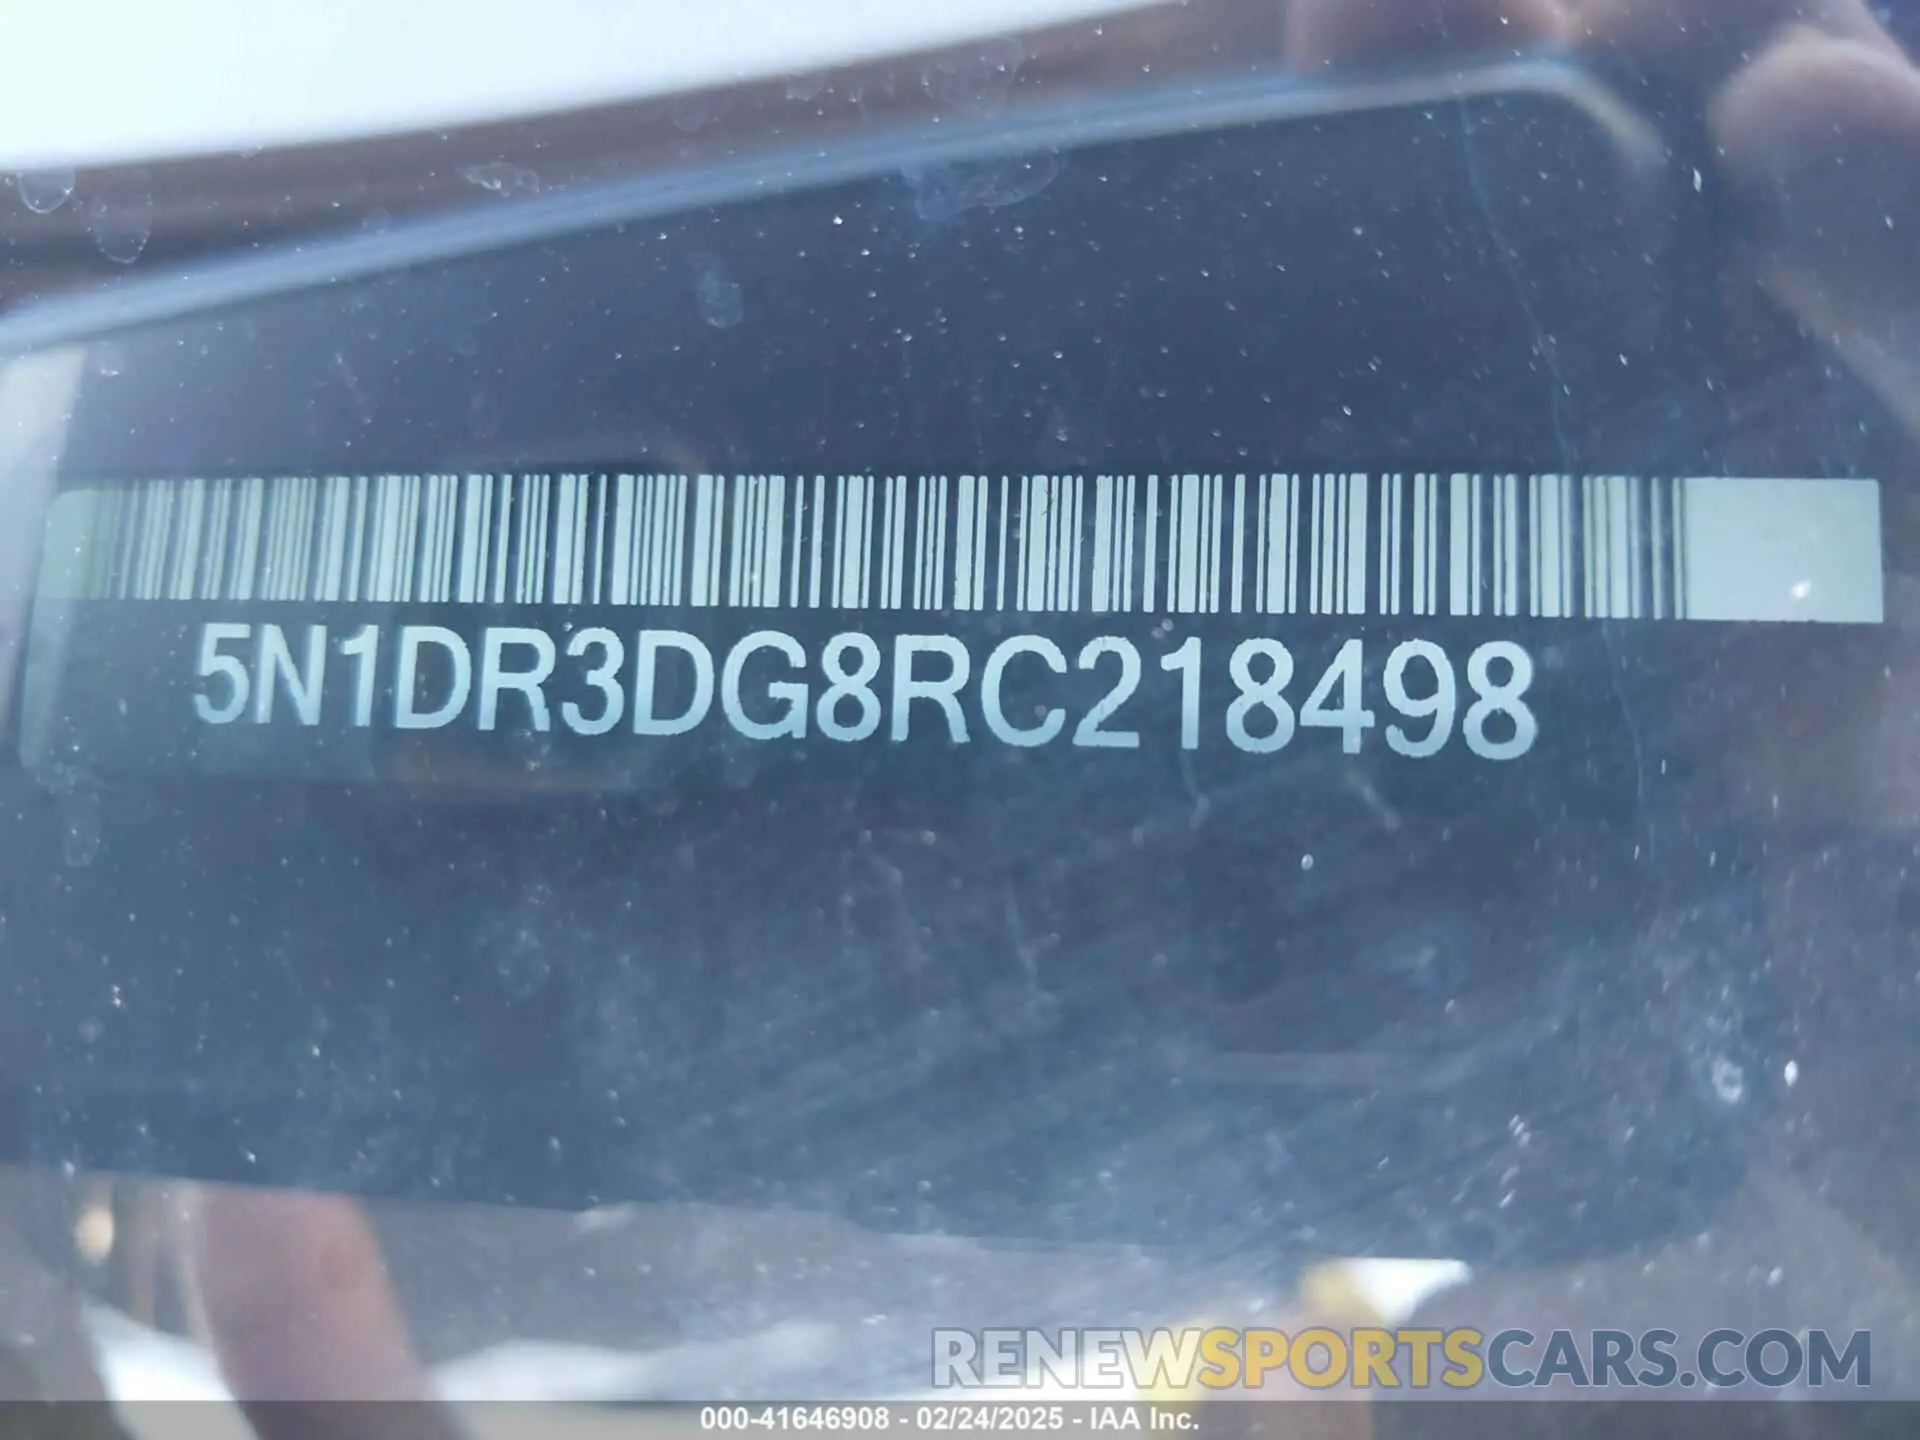 5N1DR3DG8RC218498
RENEWSPORTSCARS.COM
000-41646908 - 02/24/2025 - IAA Inc.